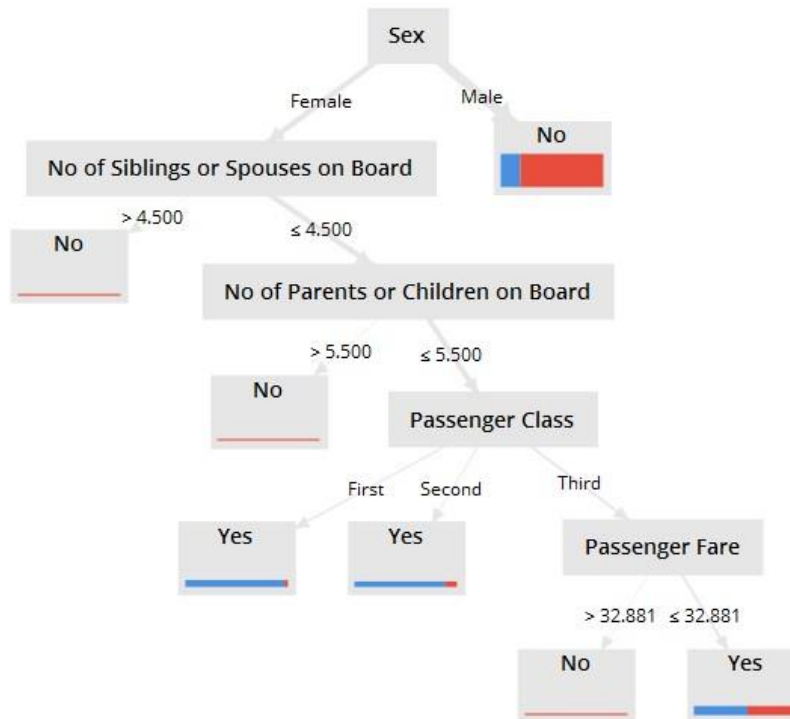 Sex
Female
Male
No
No of Siblings or Spouses on Board
> 4.500
≤ 4.500
No
No of Parents or Children on Board
> 5.500
≤ 5.500
No
Passenger Class
First
Second
Third
Yes
Yes
Passenger Fare
> 32.881
≤ 32.881
No
Yes